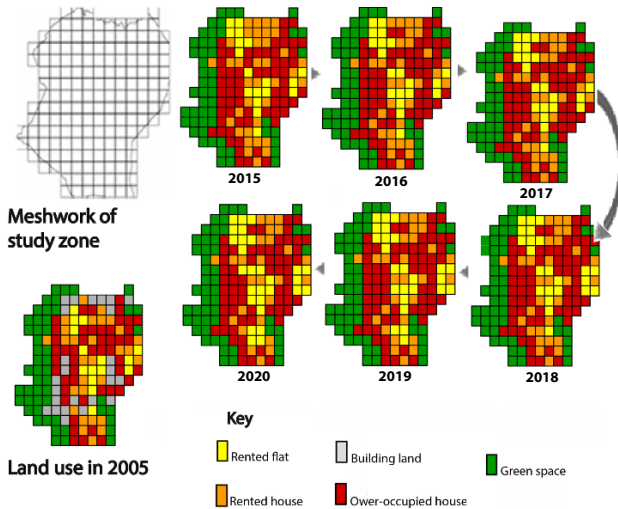 2015
2016
2017
Meshwork of
study zone
2020
2019
2018
Land use in 2005
Key
Rented flat
Building land
Green space
Rented house
Ower-occupied house